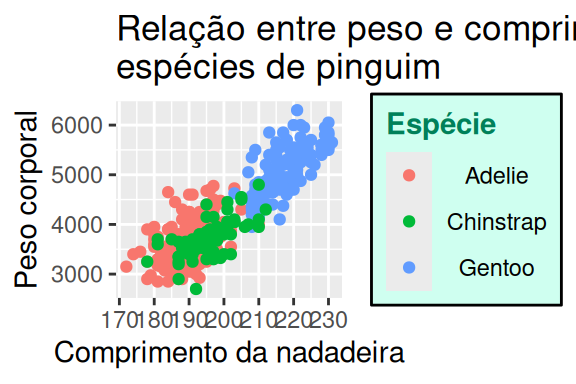 Relação entre peso e comprim
espécies de pinguim
Peso corporal
6000
5000
4000
3000
170 180 190 200 210 220 230
Comprimento da nadadeira
Espécie
Adelie
Chinstrap
Gentoo